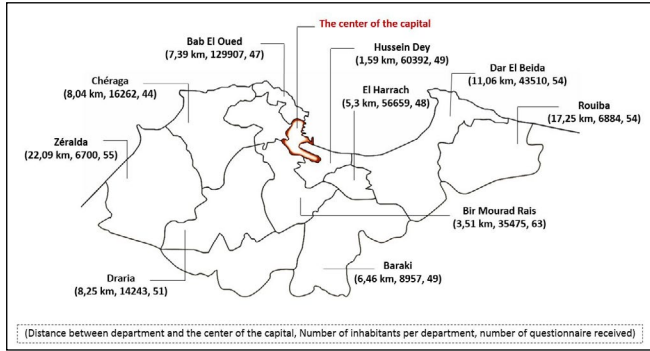 The center of the capital
Bab El Oued
(7,39 km, 129907, 47)
Hussein Dey
(1,59 km, 60392, 49)
Dar El Beida
(11,06 km, 43510, 54)
Chéraga
(8,04 km, 16262, 44)
El Harrach
(5,3 km, 56659, 48)
Rouiba
(17,25 km, 6884, 54)
Zéralda
(22,09 km, 6700, 55)
Bir Mourad Rais
(3,51 km, 35475, 63)
Draria
(8,25 km, 14243, 51)
Baraki
(6,46 km, 8957, 49)
(Distance between department and the center of the capital, Number of inhabitants per department, number of questionnaire received)